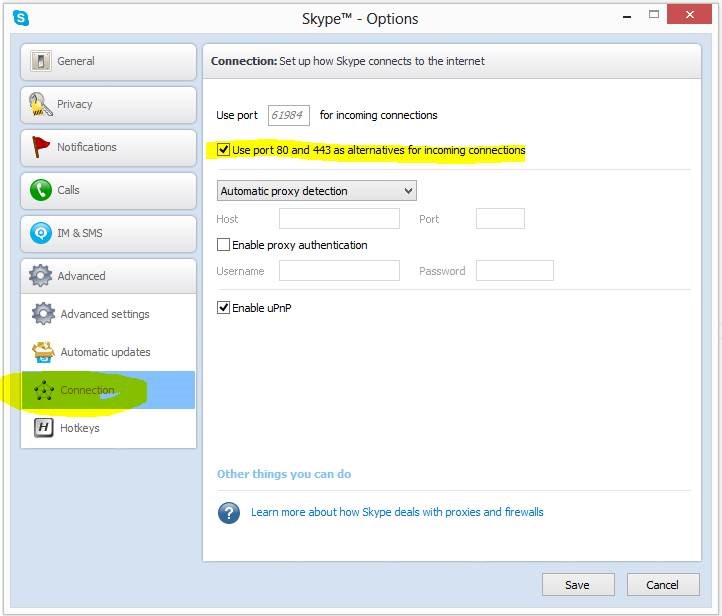 Skype™ - Options
General
Privacy
Notifications
Calls
IM & SMS
Advanced
Advanced settings
Automatic updates
Connection
Hotkeys
Connection: Set up how Skype connects to the internet
Use port 61984 for incoming connections
Use port 80 and 443 as alternatives for incoming connections
Automatic proxy detection
Host Port
Enable proxy authentication
Username Password
Enable uPnP
Other things you can do
? Learn more about how Skype deals with proxies and firewalls
Save Cancel